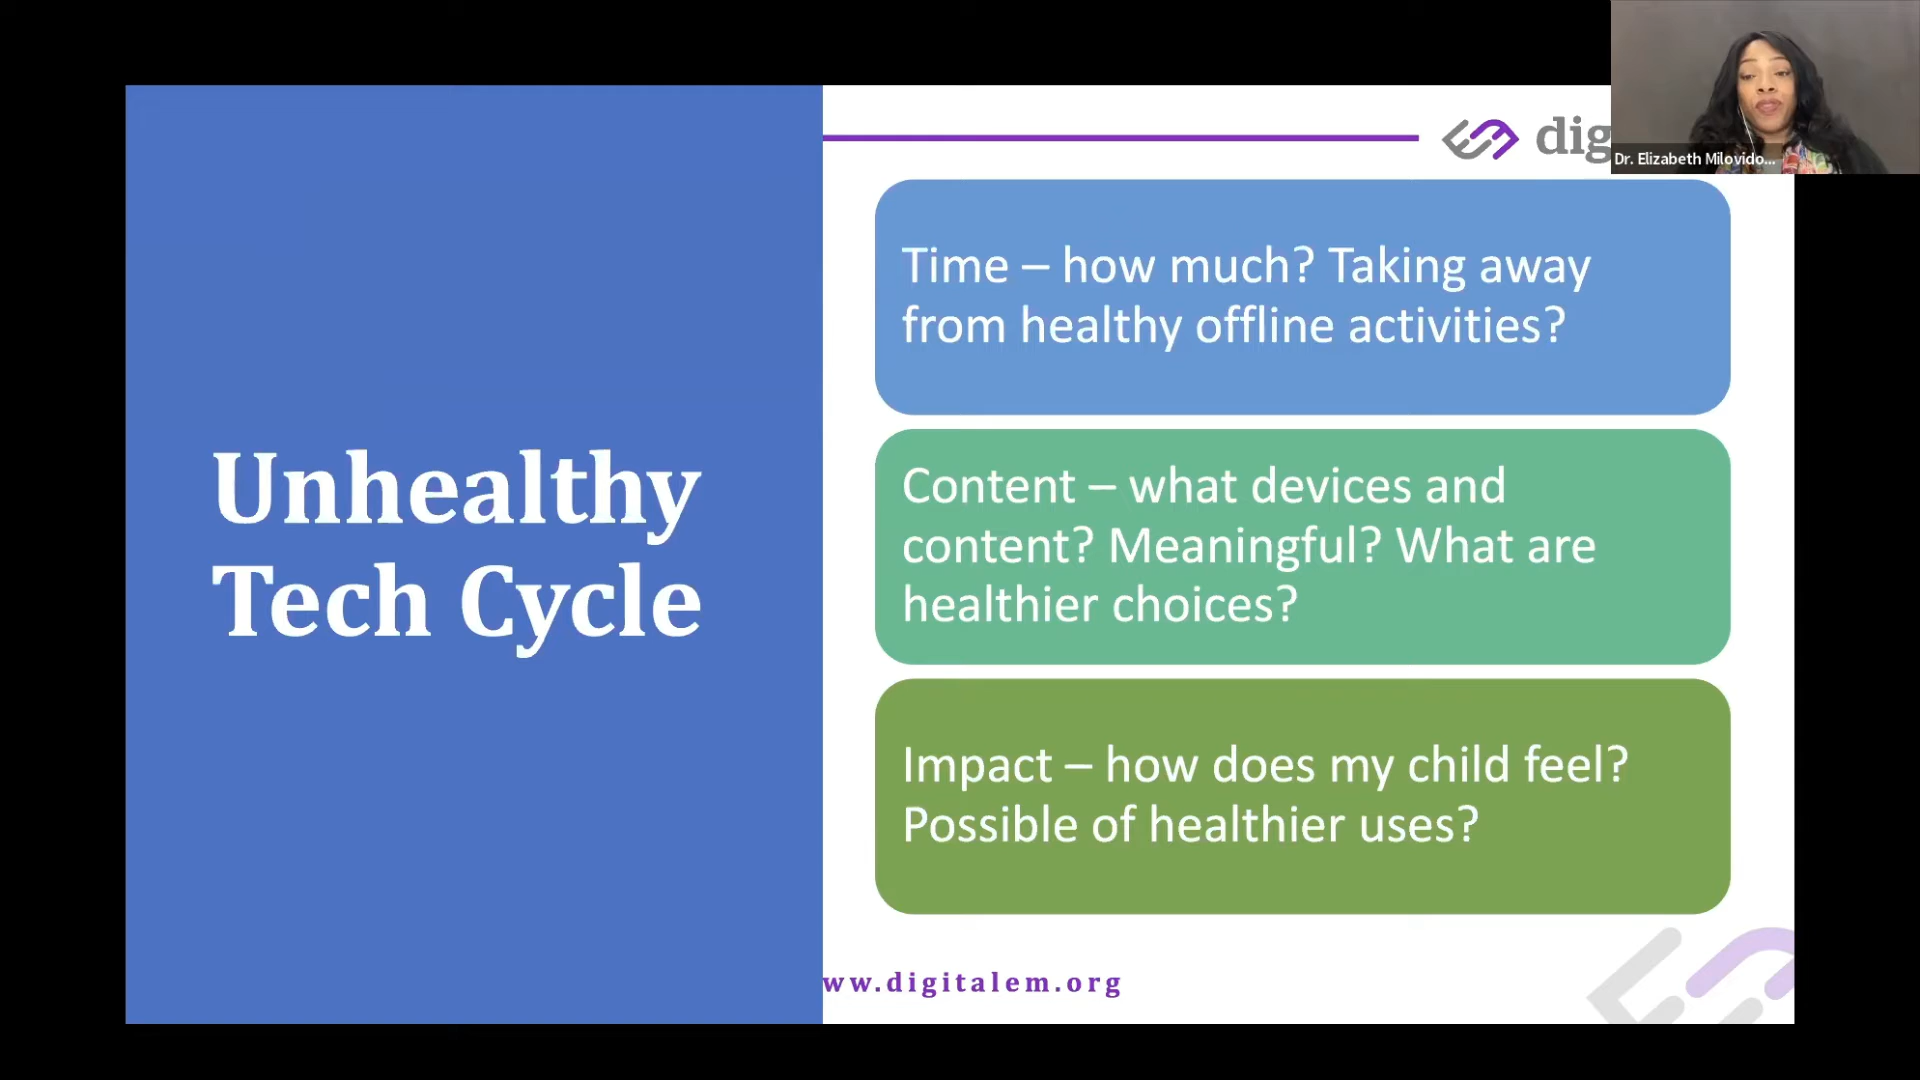 Unhealthy
Tech Cycle
dig
Dr. Elizabeth Milovido...
Time – how much? Taking away
from healthy offline activities?
Content – what devices and
content? Meaningful? What are
healthier choices?
Impact – how does my child feel?
Possible of healthier uses?
ww.digitalem.org